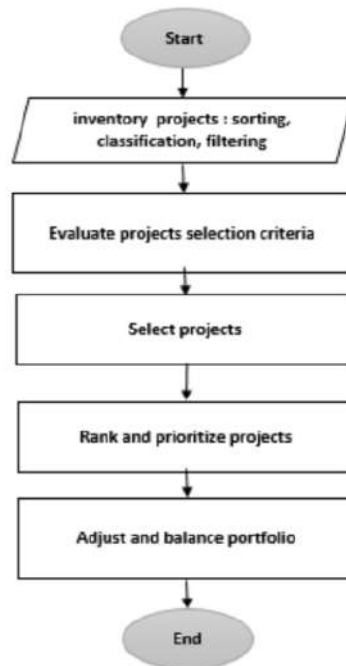 Start
inventory projects : sorting,
classification, filtering
Evaluate projects selection criteria
Select projects
Rank and prioritize projects
Adjust and balance portfolio
End